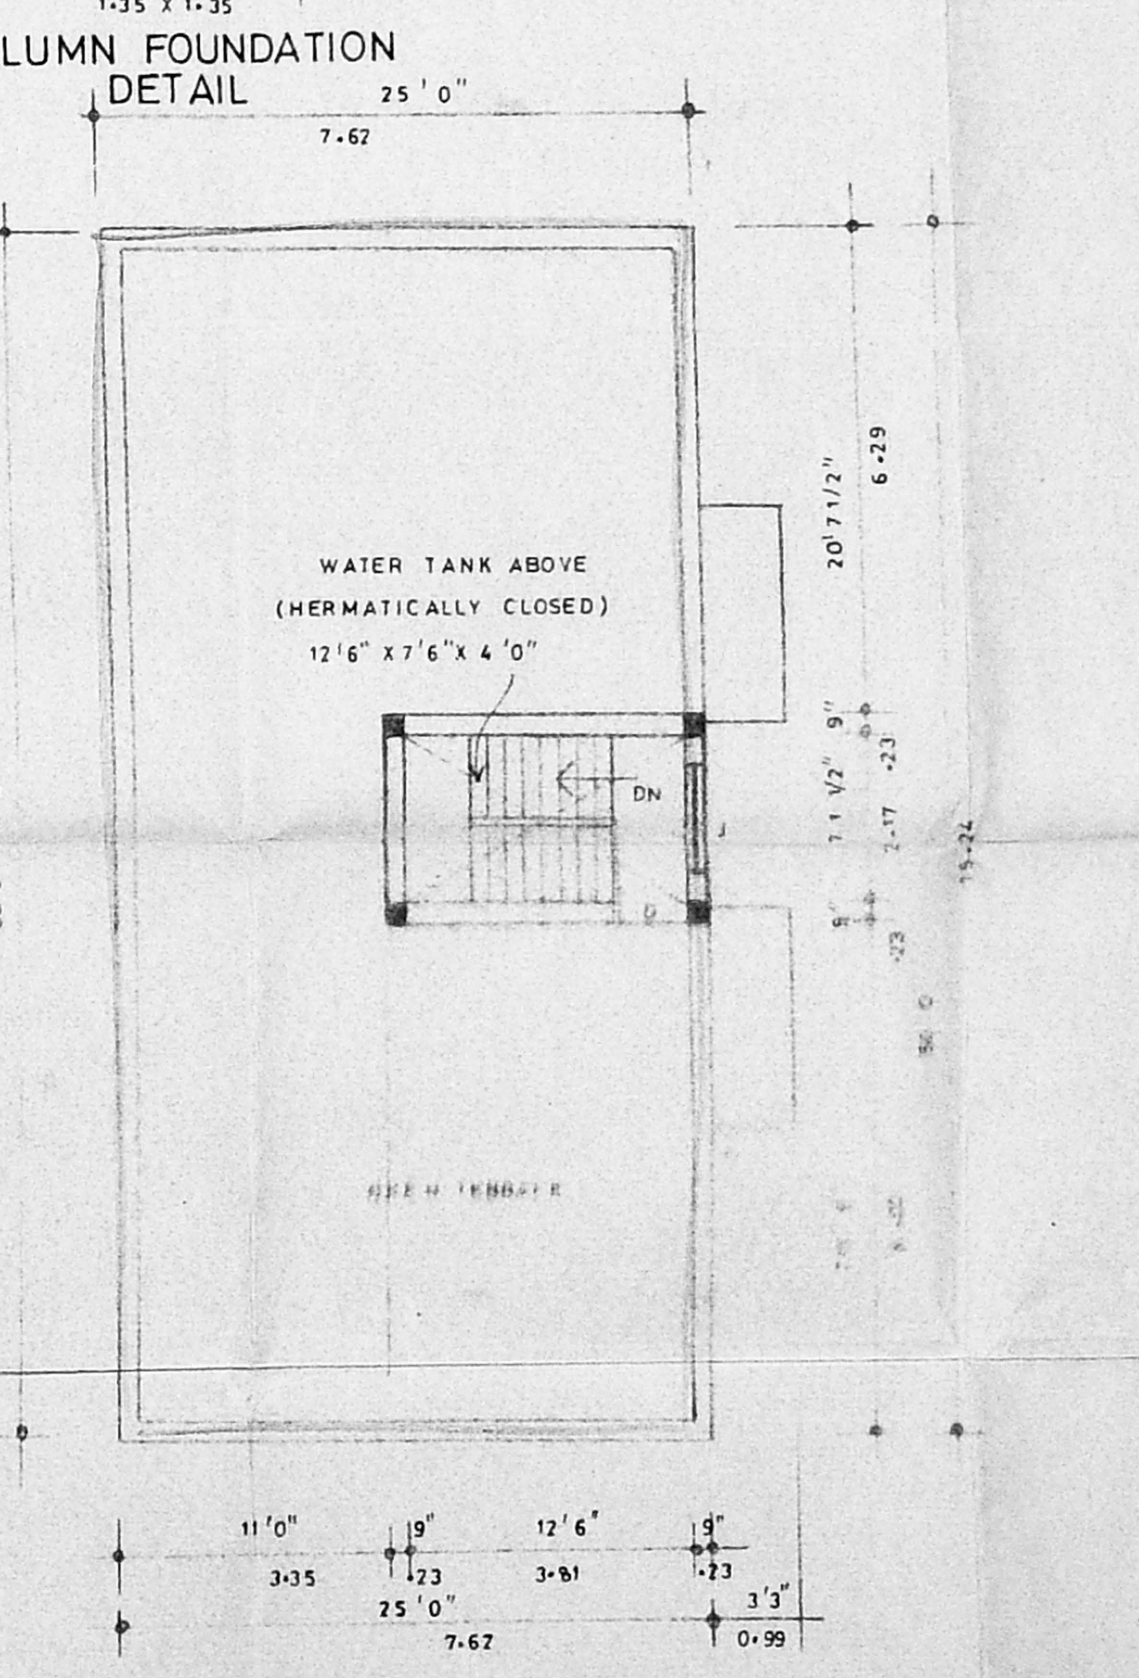 1.35 X 1.35
LUMN FOUNDATION
DETAIL
25'0"
7.62
6.29
20'7 1/2"
WATER TANK ABOVE
(HERMATICALLY CLOSED)
12'6" X 7'6" X 4'0"
9"
.23
DN
7 1 1/2"
2.17
15.24
J
D
9"
.23
11'0" 9" 12'6" 9"
3.35 .23 3.81 .23
25'0" 3'3"
7.62 0.99